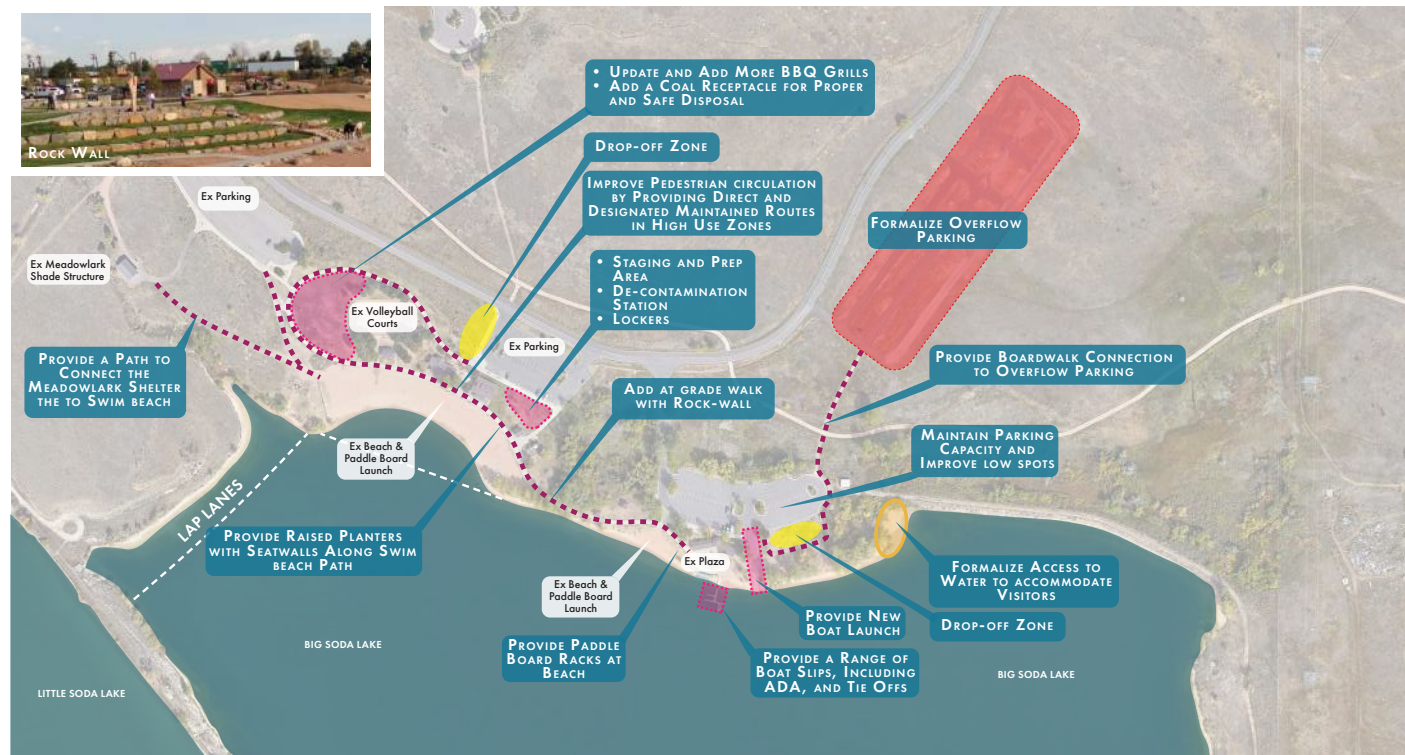 Rock Wall
• Update and Add More BBQ Grills
• Add a Coal Receptacle for Proper
and Safe Disposal
Drop-off Zone
Improve Pedestrian circulation
by Providing Direct and
Designated Maintained Routes
in High Use Zones
Ex Parking
Formalize Overflow
Parking
Ex Meadowlark
Shade Structure
• Staging and Prep
Area
• De-contamination
Station
• Lockers
Ex Volleyball
Courts
Ex Parking
Provide a Path to
Connect the
Meadowlark Shelter
the to Swim beach
Provide Boardwalk Connection
to Overflow Parking
Add at grade walk
with Rock-wall
Maintain Parking
Capacity and
Improve low spots
Ex Beach &
Paddle Board
Launch
LAP LANES
Provide Raised Planters
with Seatwalls Along Swim
beach Path
Ex Plaza
Formalize Access to
Water to accommodate
Visitors
Ex Beach &
Paddle Board
Launch
Provide New
Boat Launch
Drop-off Zone
Provide Paddle
Board Racks at
Beach
Provide a Range of
Boat Slips, Including
ADA, and Tie Offs
BIG SODA LAKE
BIG SODA LAKE
LITTLE SODA LAKE